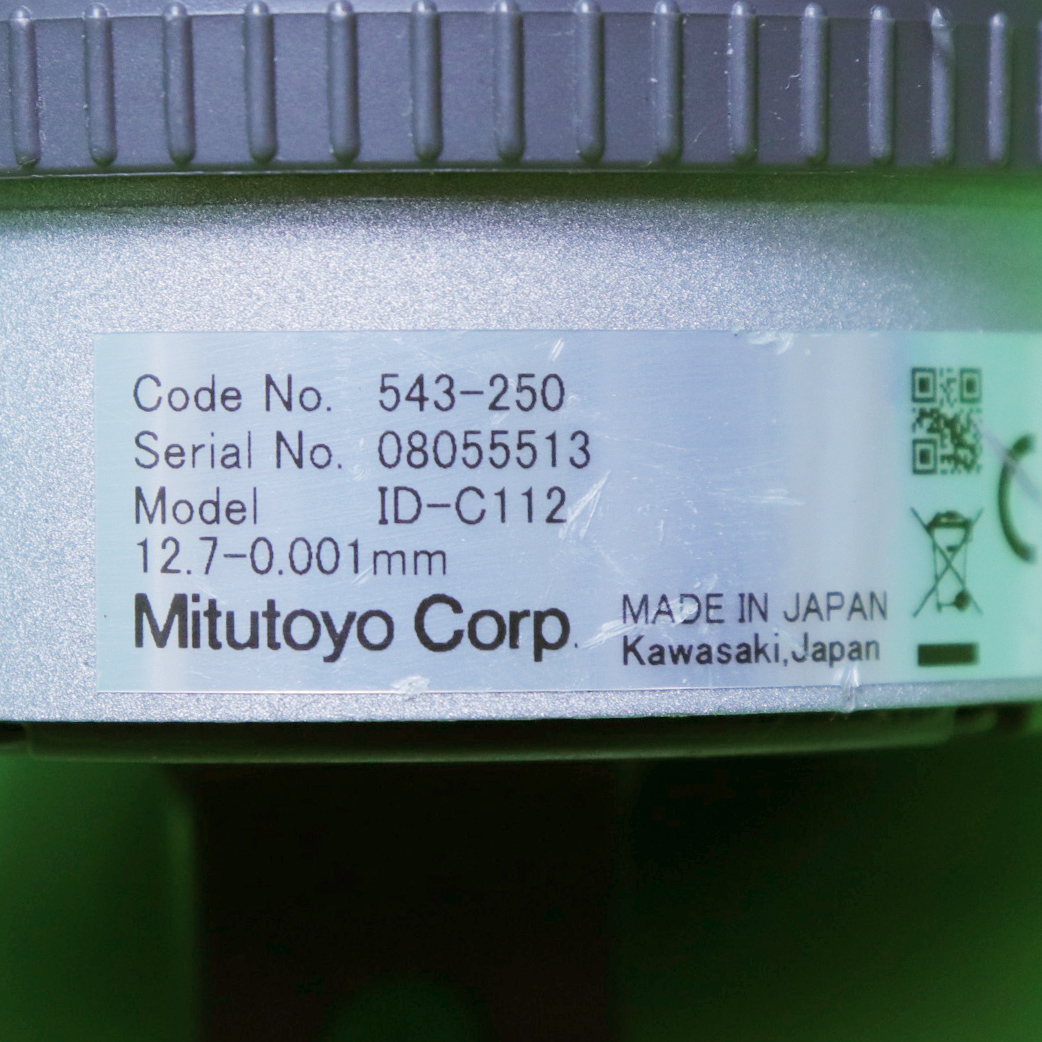 Code No. 543-250
Serial No. 08055513
Model ID-C112
12.7-0.001mm
Mitutoyo Corp. MADE IN JAPAN
Kawasaki,Japan